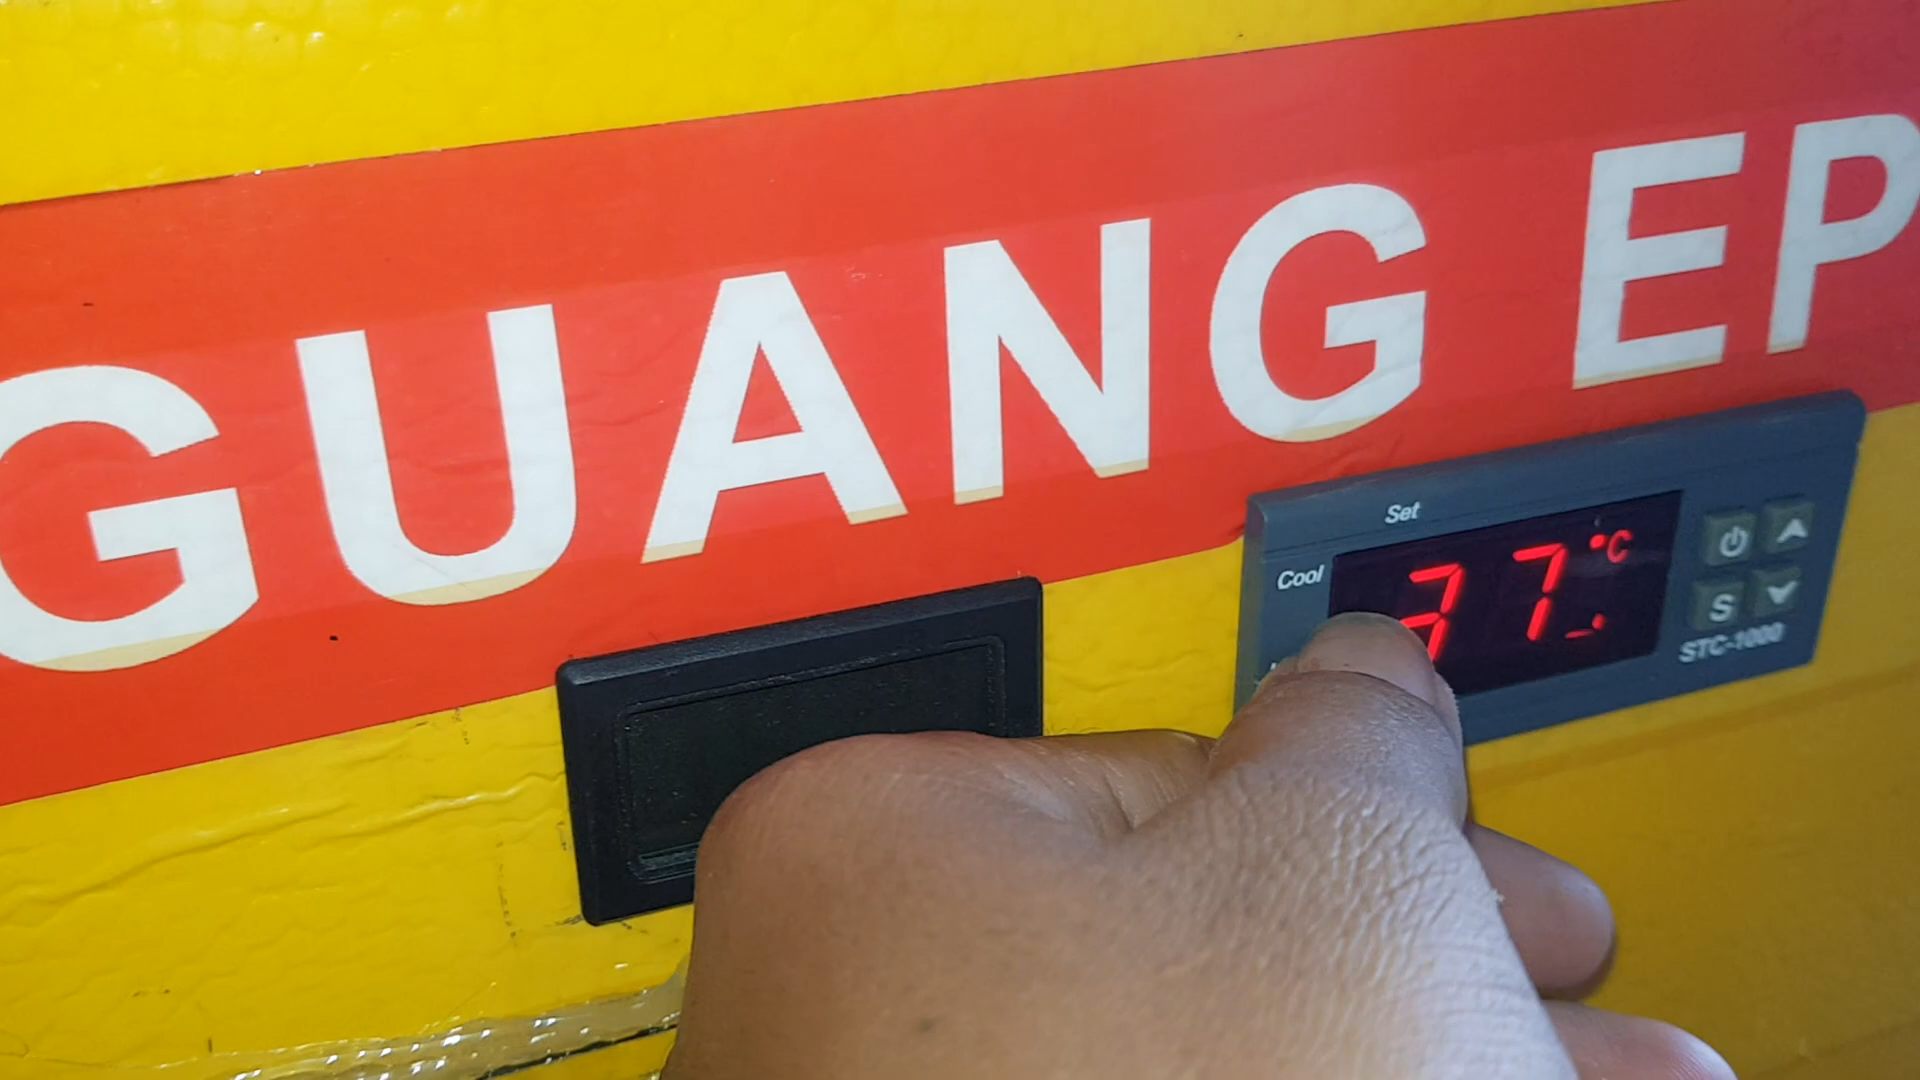 GUANG EP
Set
Cool
37. °C
STC-1000
S